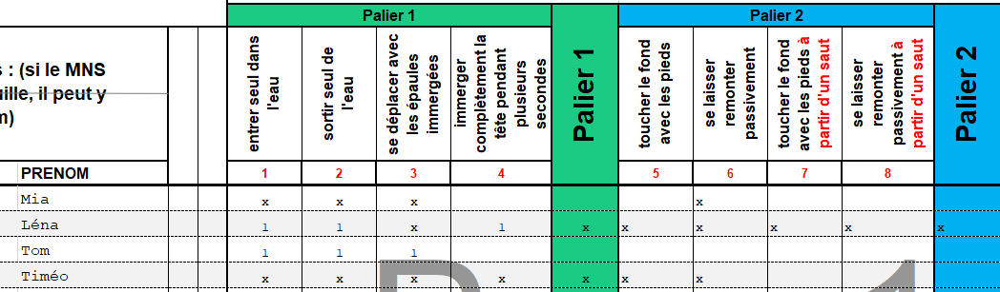 Palier 1 Palier 2
s : (si le MNS
uille, il peut y
m)
entrer seul dans
l'eau
sortir seul de
l'eau
se déplacer avec
les épaules
immergées
immerger
complètement la
tête pendant
plusieurs
secondes
Palier 1
toucher le fond
avec les pieds
se laisser
remonter
passivement
toucher le fond
avec les pieds à
partir d'un saut
se laisser
remonter
passivement à
partir d'un saut
Palier 2
PRENOM 1 2 3 4 5 6 7 8
Mia x x x x
Léna 1 1 x 1 x x x x x x
Tom 1 1 1
Timéo x x x x x x x